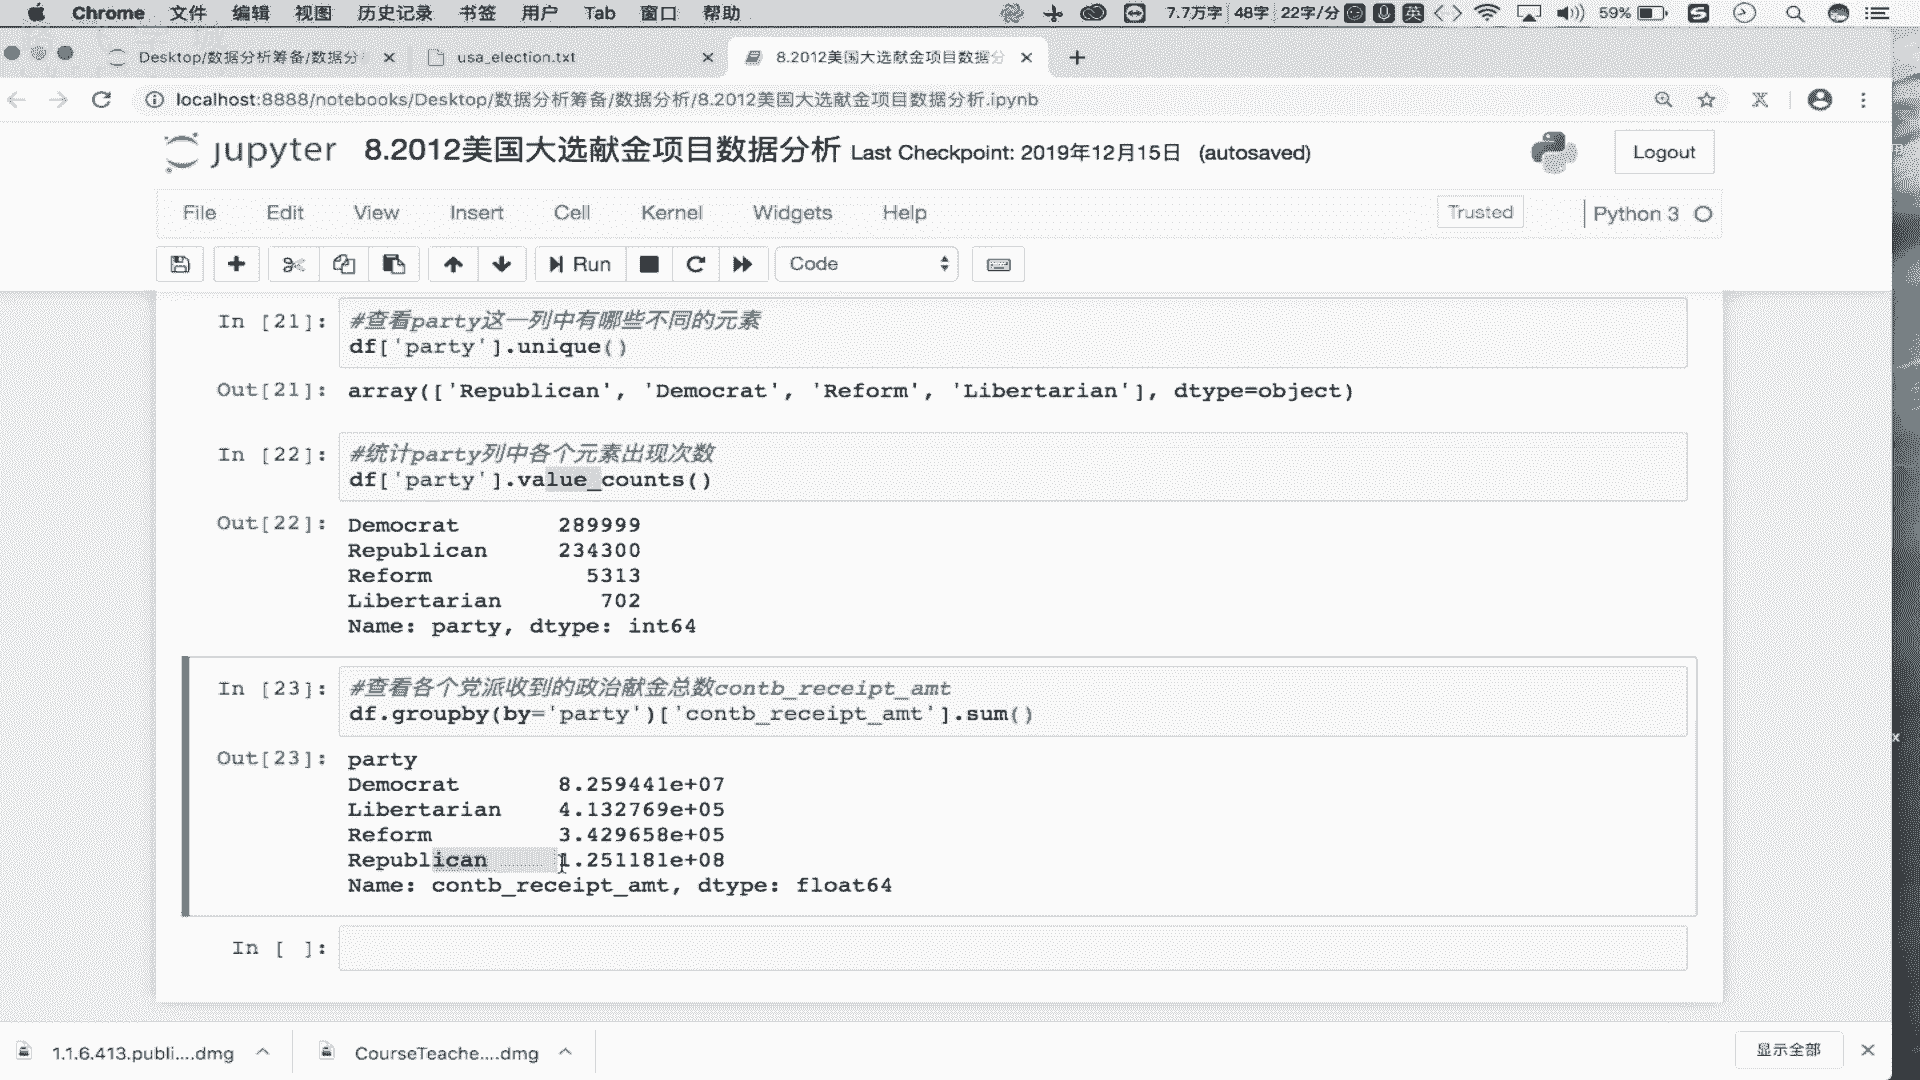 Chrome 文件 编辑 视图 历史记录 书签 用户 Tab 窗口 帮助 7.7万字 48字 22字/分 英 59%
Desktop/数据分析筹备/数据分 usa_election.txt 8.2012美国大选献金项目数据分
localhost:8888/notebooks/Desktop/数据分析筹备/数据分析/8.2012美国大选献金项目数据分析.ipynb
jupyter 8.2012美国大选献金项目数据分析 Last Checkpoint: 2019年12月15日 (autosaved) Logout
File Edit View Insert Cell Kernel Widgets Help Trusted Python 3
Run Code
In [21]: #查看party这一列中有哪些不同的元素
df['party'].unique()
Out[21]: array(['Republican', 'Democrat', 'Reform', 'Libertarian'], dtype=object)
In [22]: #统计party列中各个元素出现次数
df['party'].value_counts()
Out[22]: Democrat 289999
Republican 234300
Reform 5313
Libertarian 702
Name: party, dtype: int64
In [23]: #查看各个党派收到的政治献金总数contb_receipt_amt
df.groupby(by='party')['contb_receipt_amt'].sum()
Out[23]: party
Democrat 8.259441e+07
Libertarian 4.132769e+05
Reform 3.429658e+05
Republican 1.251181e+08
Name: contb_receipt_amt, dtype: float64
In [ ]:
1.1.6.413.publi....dmg CourseTeache....dmg 显示全部